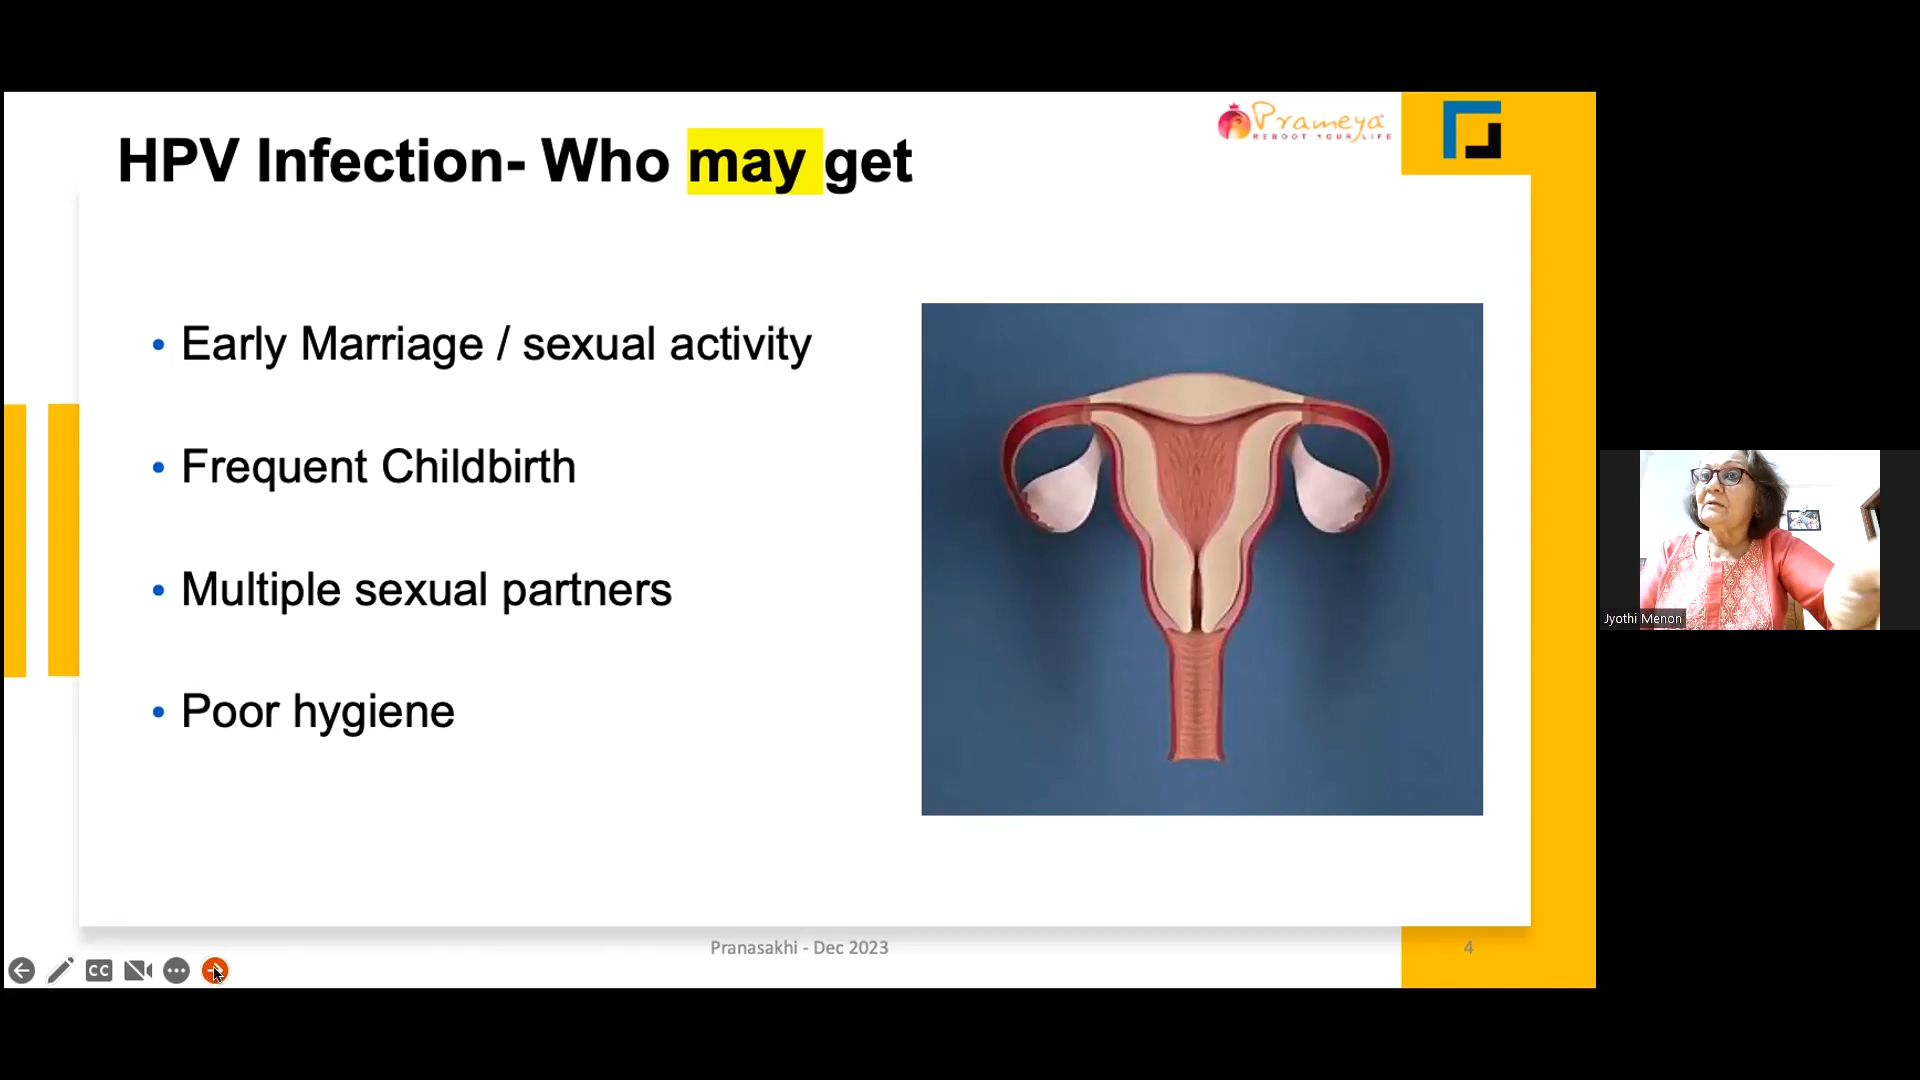 Prameya
REBOOT YOUR LIFE
HPV Infection- Who may get
• Early Marriage / sexual activity
• Frequent Childbirth
• Multiple sexual partners
• Poor hygiene
Jyothi Menon
Pranasakhi - Dec 2023
4
CC